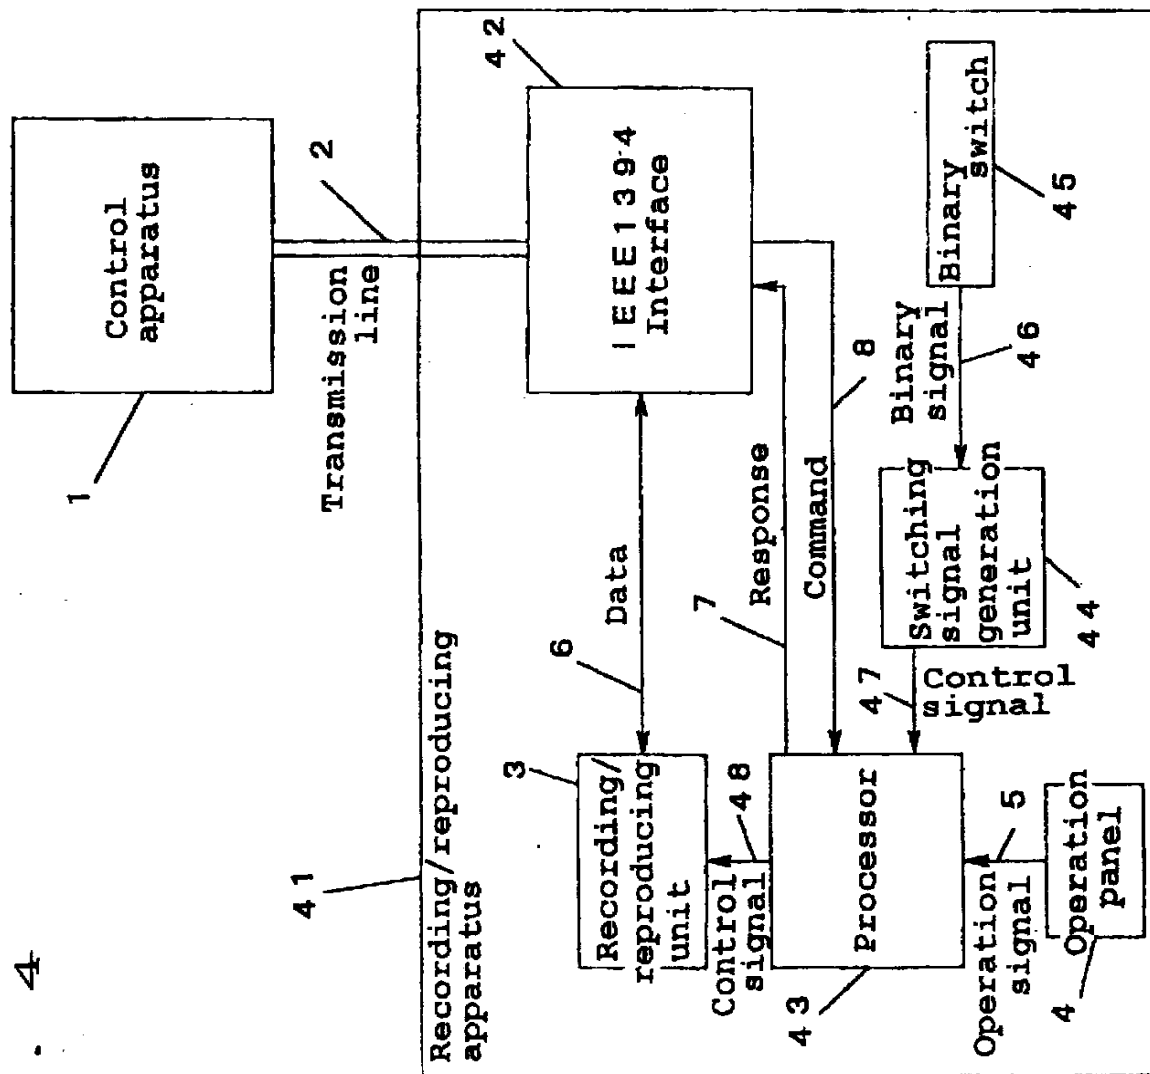 4
1
Control
apparatus
2
Transmission
line
41
Recording/reproducing
apparatus
42
IEEE1394
Interface
3
Recording/
reproducing
unit
6
Data
7
Response
Command
8
48
Control
signal
43
Processor
47
Control
signal
Switching
signal
generation
unit
44
Binary
signal
46
Binary
switch
45
Operation
signal
5
4
Operation
panel